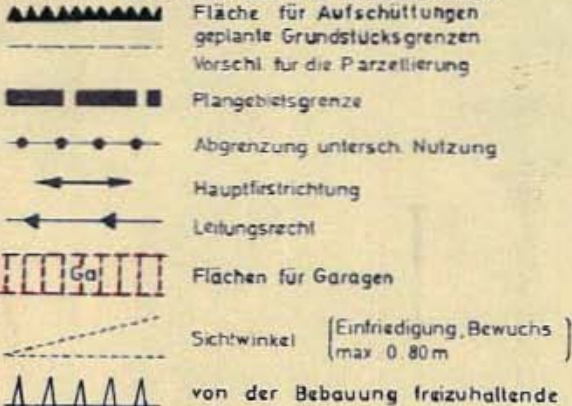 Fläche für Aufschüttungen
geplante Grundstücksgrenzen
Vorschl. für die Parzellierung
Plangebietsgrenze
Abgrenzung untersch. Nutzung
Hauptfirstrichtung
Leitungsrecht
Ga
Flächen für Garagen
Sichtwinkel (Einfriedigung, Bewuchs
max 0.80m)
von der Bebauung freizuhaltende